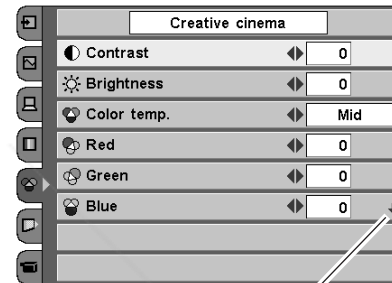 Creative cinema
Contrast 0
Brightness 0
Color temp. Mid
Red 0
Green 0
Blue 0